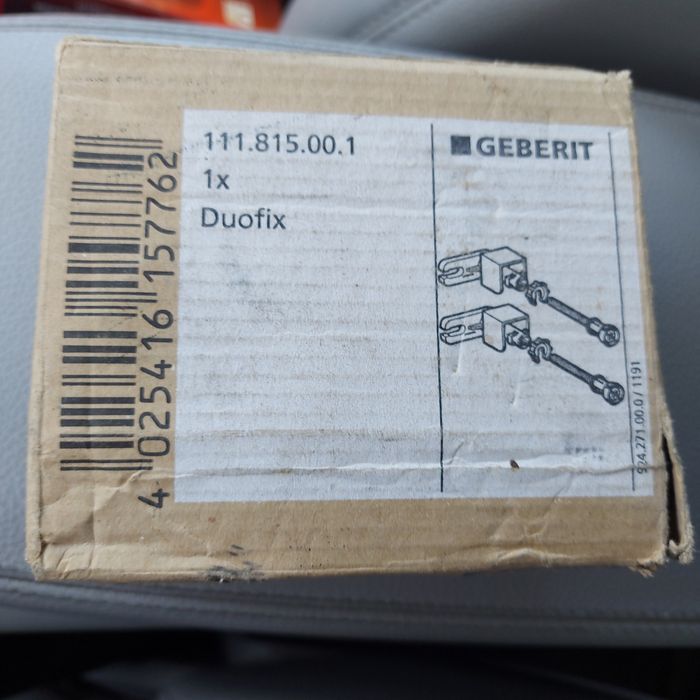 111.815.00.1
1x
Duofix
GEBERIT
4 025416 157762
924.271.00.0 / 1191